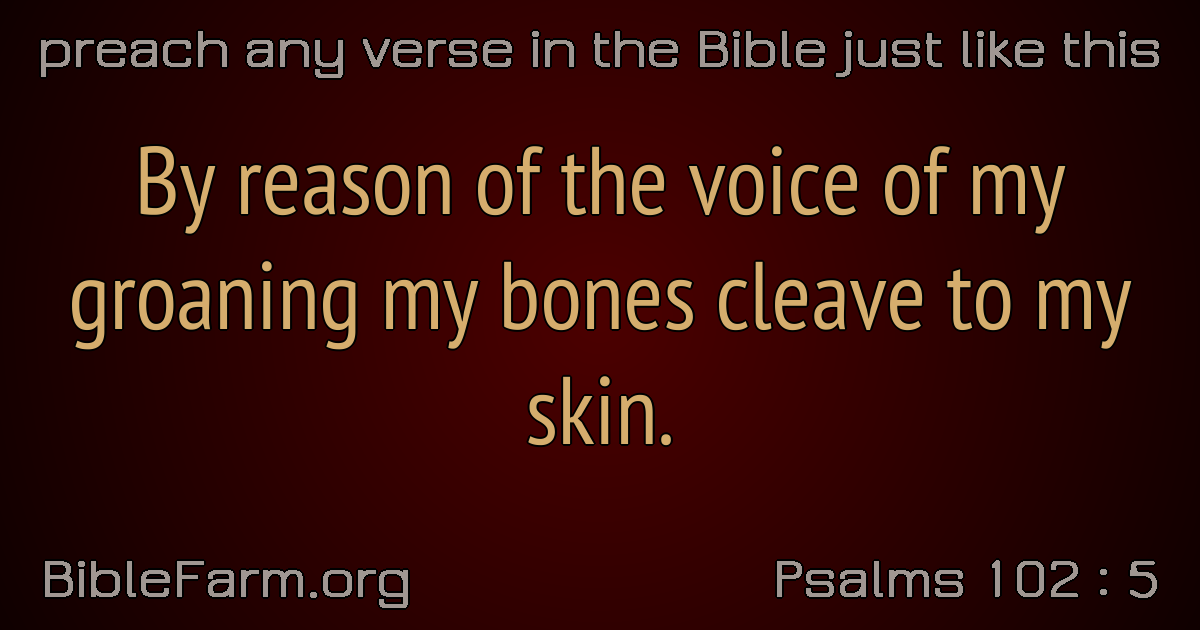 preach any verse in the Bible just like this
By reason of the voice of my
groaning my bones cleave to my
skin.
BibleFarm.org
Psalms 102 : 5